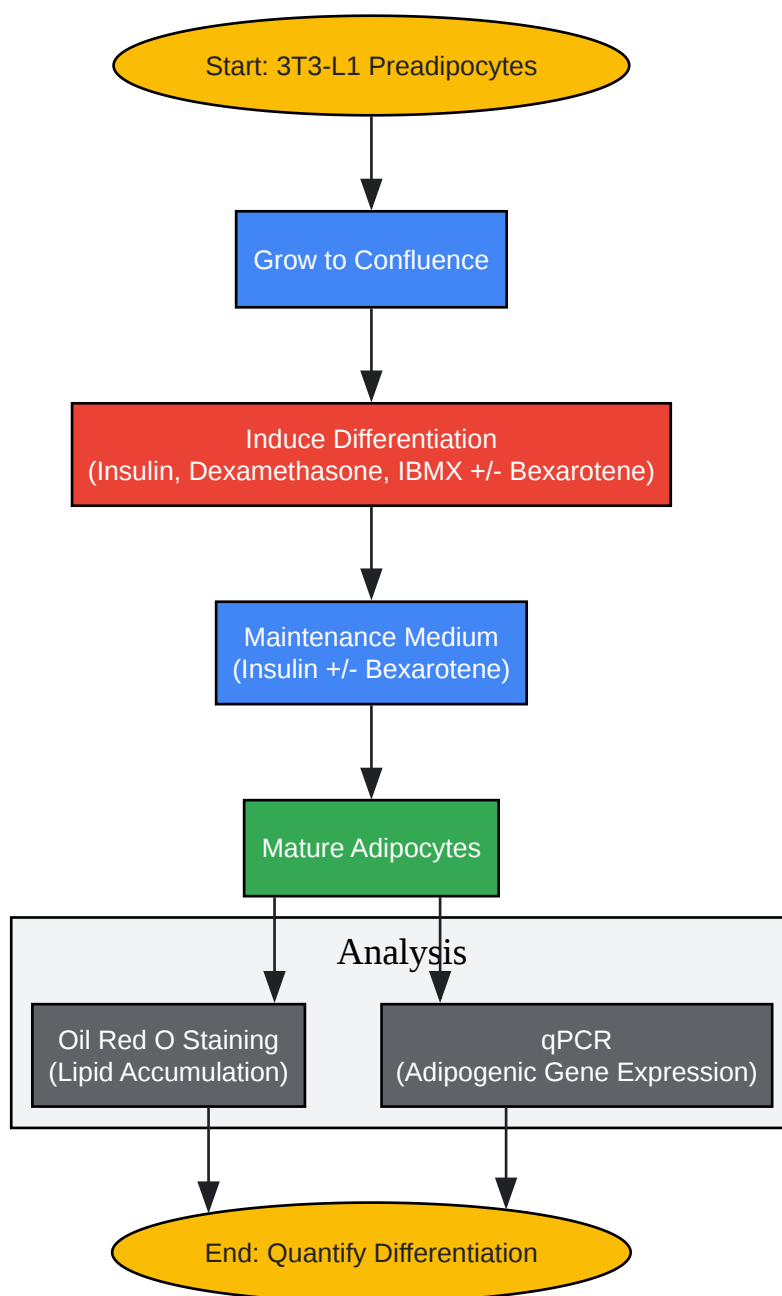 Start: 3T3-L1 Preadipocytes
Grow to Confluence
Induce Differentiation
(Insulin, Dexamethasone, IBMX +/- Bexarotene)
Maintenance Medium
(Insulin +/- Bexarotene)
Mature Adipocytes
Analysis
Oil Red O Staining
(Lipid Accumulation)
qPCR
(Adipogenic Gene Expression)
End: Quantify Differentiation